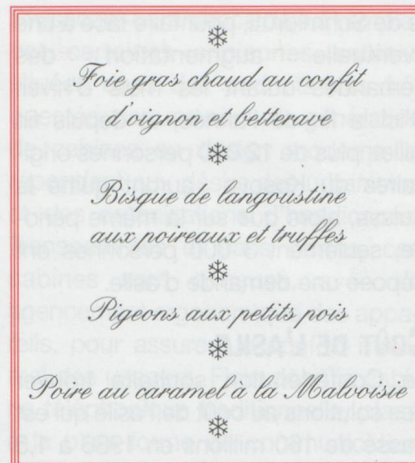 Foie gras chaud au confit
d'oignon et betterave
Bisque de langoustine
aux poireaux et truffes
Pigeons aux petits pois
Poire au caramel à la Malvoisie